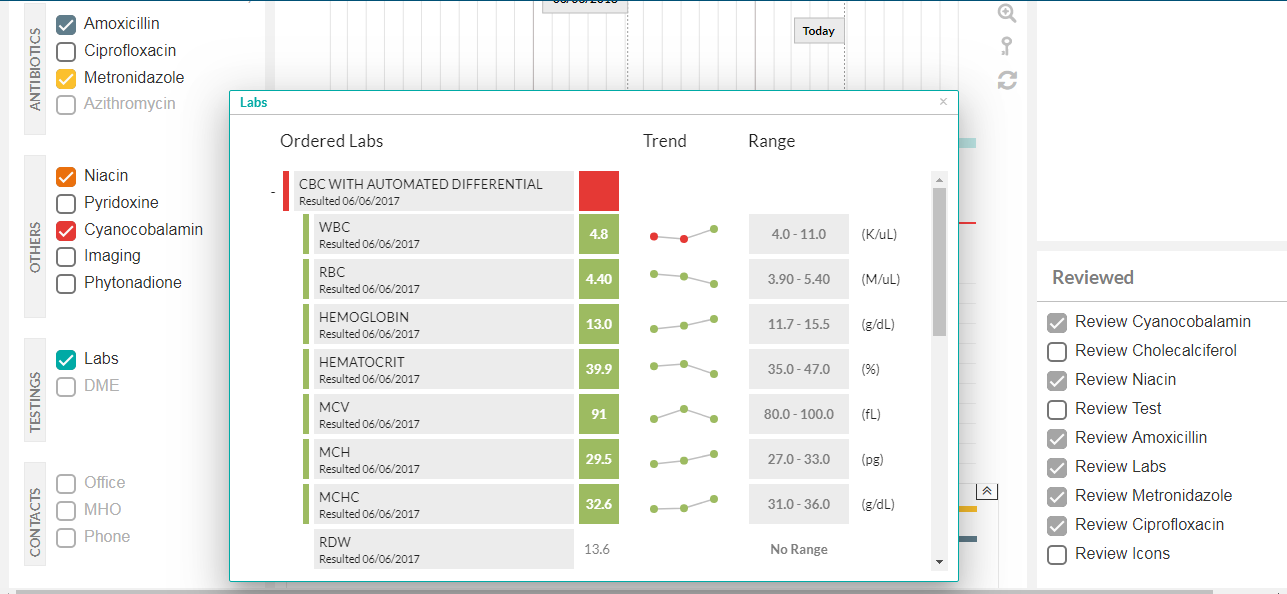 ANTIBIOTICS
Amoxicillin
Ciprofloxacin
Metronidazole
Azithromycin
OTHERS
Niacin
Pyridoxine
Cyanocobalamin
Imaging
Phytonadione
TESTINGS
Labs
DME
CONTACTS
Office
MHO
Phone
Today
Labs
×
Ordered Labs Trend Range
- CBC WITH AUTOMATED DIFFERENTIAL
Resulted 06/06/2017
WBC
Resulted 06/06/2017
4.8 4.0 - 11.0 (K/uL)
RBC
Resulted 06/06/2017
4.40 3.90 - 5.40 (M/uL)
HEMOGLOBIN
Resulted 06/06/2017
13.0 11.7 - 15.5 (g/dL)
HEMATOCRIT
Resulted 06/06/2017
39.9 35.0 - 47.0 (%)
MCV
Resulted 06/06/2017
91 80.0 - 100.0 (fL)
MCH
Resulted 06/06/2017
29.5 27.0 - 33.0 (pg)
MCHC
Resulted 06/06/2017
32.6 31.0 - 36.0 (g/dL)
RDW
Resulted 06/06/2017
13.6 No Range
Reviewed
Review Cyanocobalamin
Review Cholecalciferol
Review Niacin
Review Test
Review Amoxicillin
Review Labs
Review Metronidazole
Review Ciprofloxacin
Review Icons